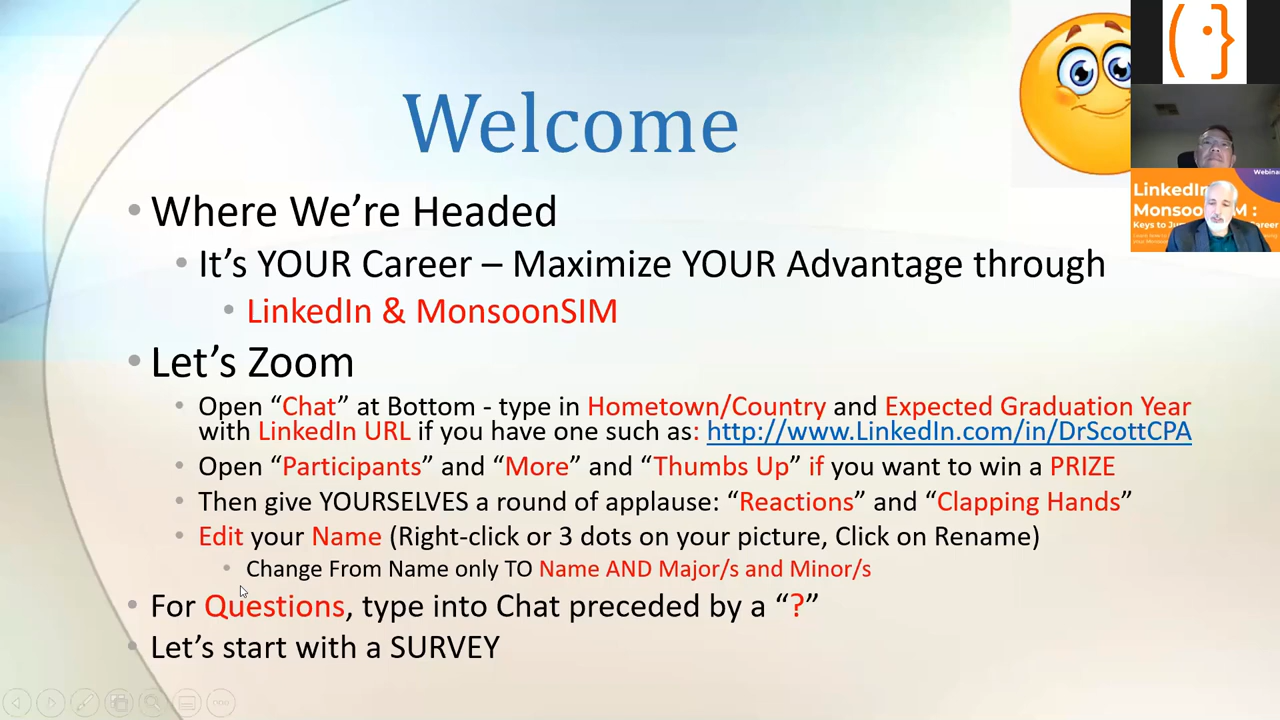 Welcome
Where We're Headed
It's YOUR Career – Maximize YOUR Advantage through
LinkedIn & MonsoonSIM
Let's Zoom
Open "Chat" at Bottom - type in Hometown/Country and Expected Graduation Year
with LinkedIn URL if you have one such as: http://www.LinkedIn.com/in/DrScottCPA
Open "Participants" and "More" and "Thumbs Up" if you want to win a PRIZE
Then give YOURSELVES a round of applause: "Reactions" and "Clapping Hands"
Edit your Name (Right-click or 3 dots on your picture, Click on Rename)
Change From Name only TO Name AND Major/s and Minor/s
For Questions, type into Chat preceded by a "?"
Let's start with a SURVEY
Webina
LinkedIn
Keys to